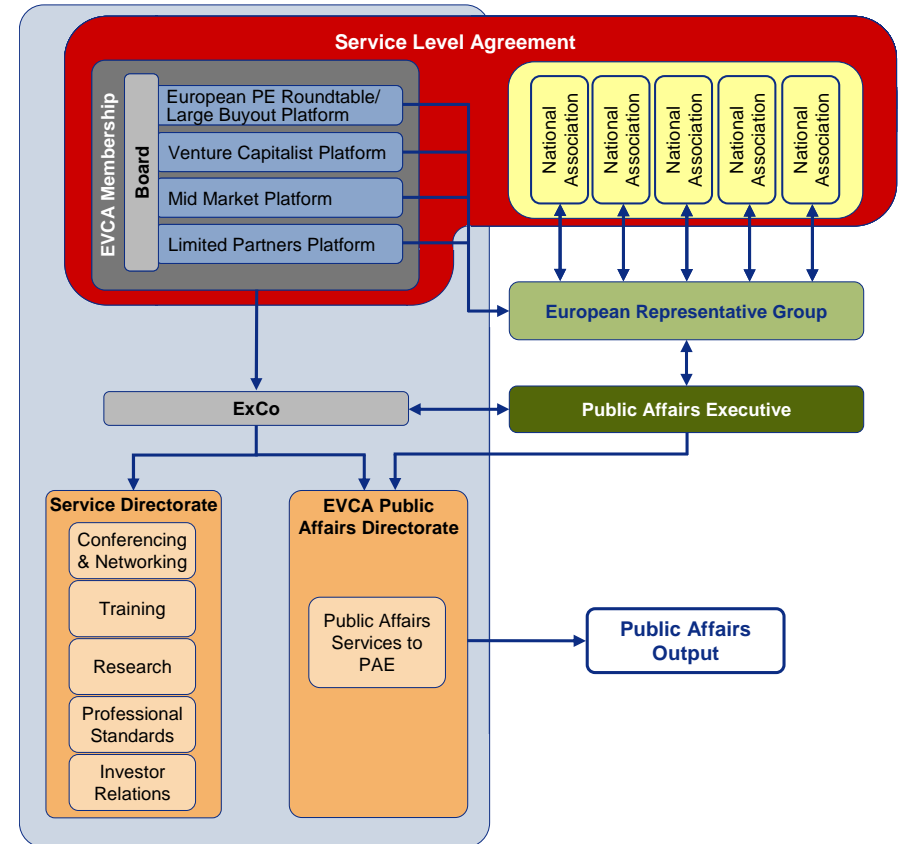 Service Level Agreement
EVCA Membership
Board
European PE Roundtable/
Large Buyout Platform
Venture Capitalist Platform
Mid Market Platform
Limited Partners Platform
National
Association
National
Association
National
Association
National
Association
National
Association
European Representative Group
ExCo
Public Affairs Executive
Service Directorate
Conferencing
& Networking
Training
Research
Professional
Standards
Investor
Relations
EVCA Public
Affairs Directorate
Public Affairs
Services to
PAE
Public Affairs
Output